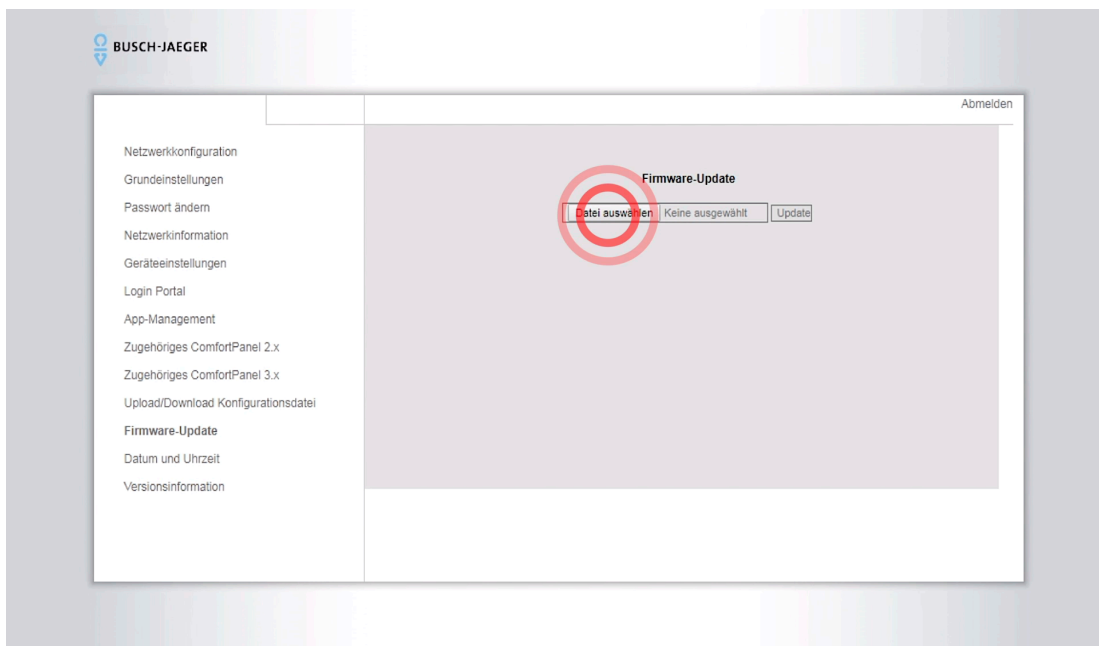 BUSCH-JAEGER
Abmelden
Netzwerkkonfiguration
Grundeinstellungen
Passwort ändern
Netzwerkinformation
Geräteeinstellungen
Login Portal
App-Management
Zugehöriges ComfortPanel 2.x
Zugehöriges ComfortPanel 3.x
Upload/Download Konfigurationsdatei
Firmware-Update
Datum und Uhrzeit
Versionsinformation
Firmware-Update
Datei auswählen Keine ausgewählt Update